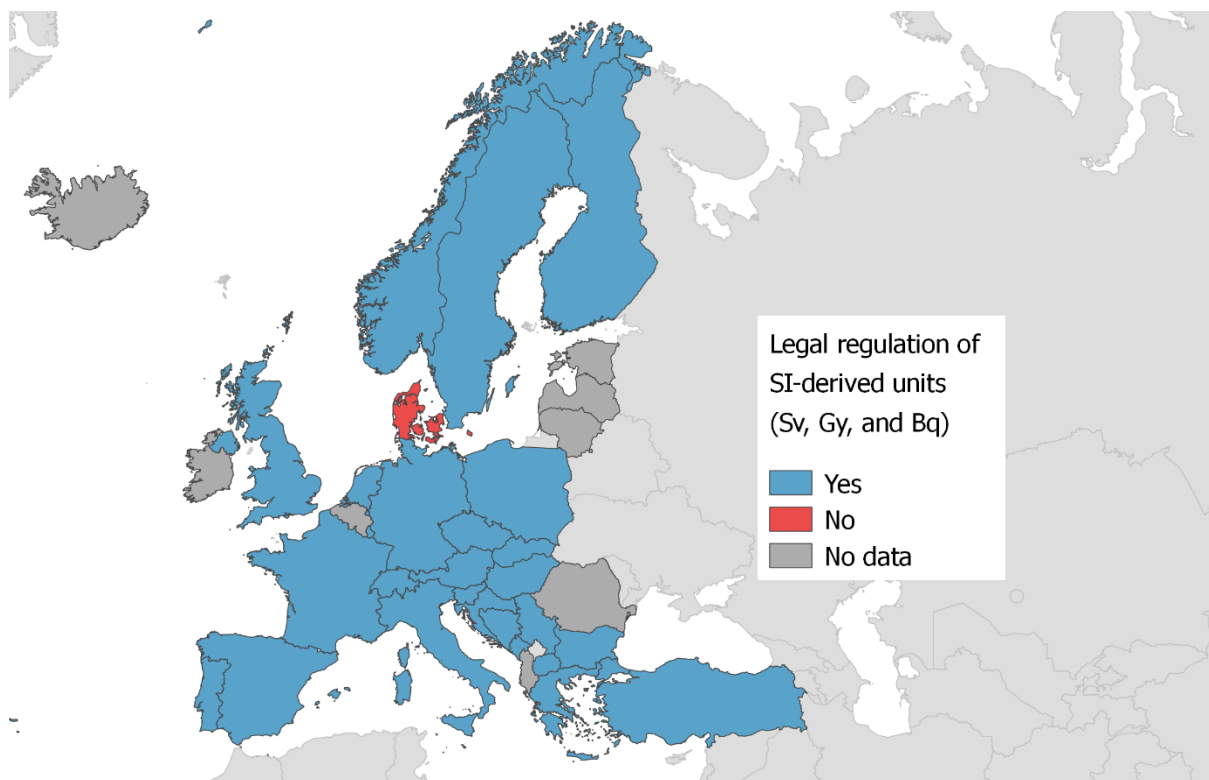 Legal regulation of
SI-derived units
(Sv, Gy, and Bq)
Yes
No
No data